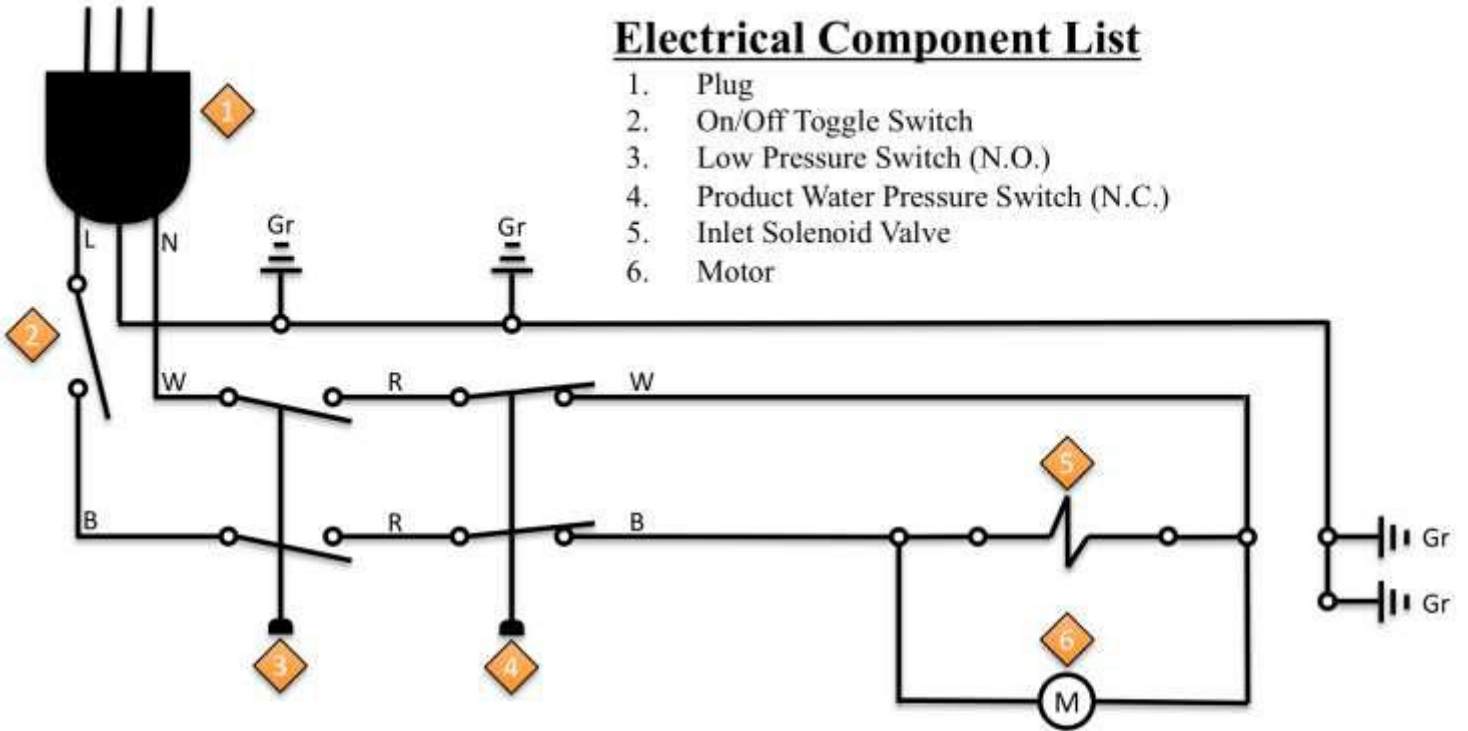 Electrical Component List
1. Plug
2. On/Off Toggle Switch
3. Low Pressure Switch (N.O.)
4. Product Water Pressure Switch (N.C.)
5. Inlet Solenoid Valve
6. Motor
1
L N
Gr Gr
2
W R W
5
B R B
Gr
Gr
3 4 6
M